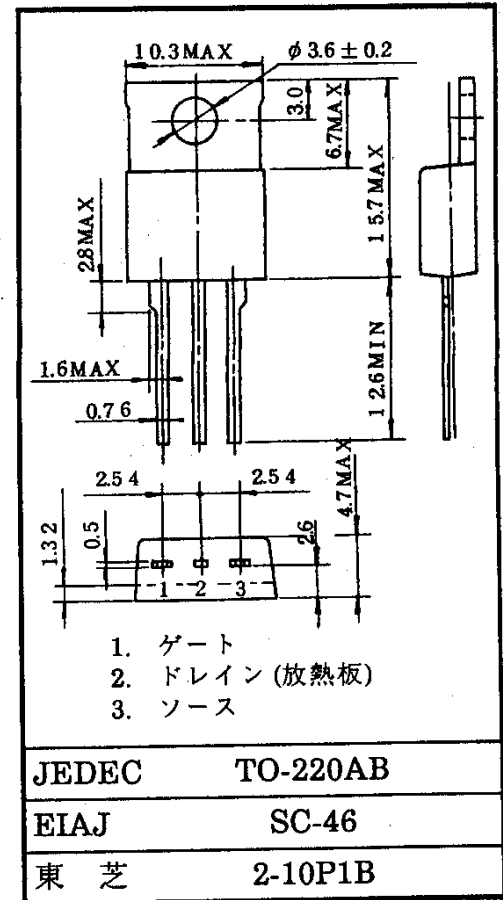 10.3MAX
φ3.6±0.2
3.0
6.7MAX
15.7MAX
2.8MAX
1.6MAX
0.76
12.6MIN
2.54
2.54
4.7MAX
1.32
0.5
2.6
1 2 3
1. ゲート
2. ドレイン (放熱板)
3. ソース
JEDEC TO-220AB
EIAJ SC-46
東 芝 2-10P1B